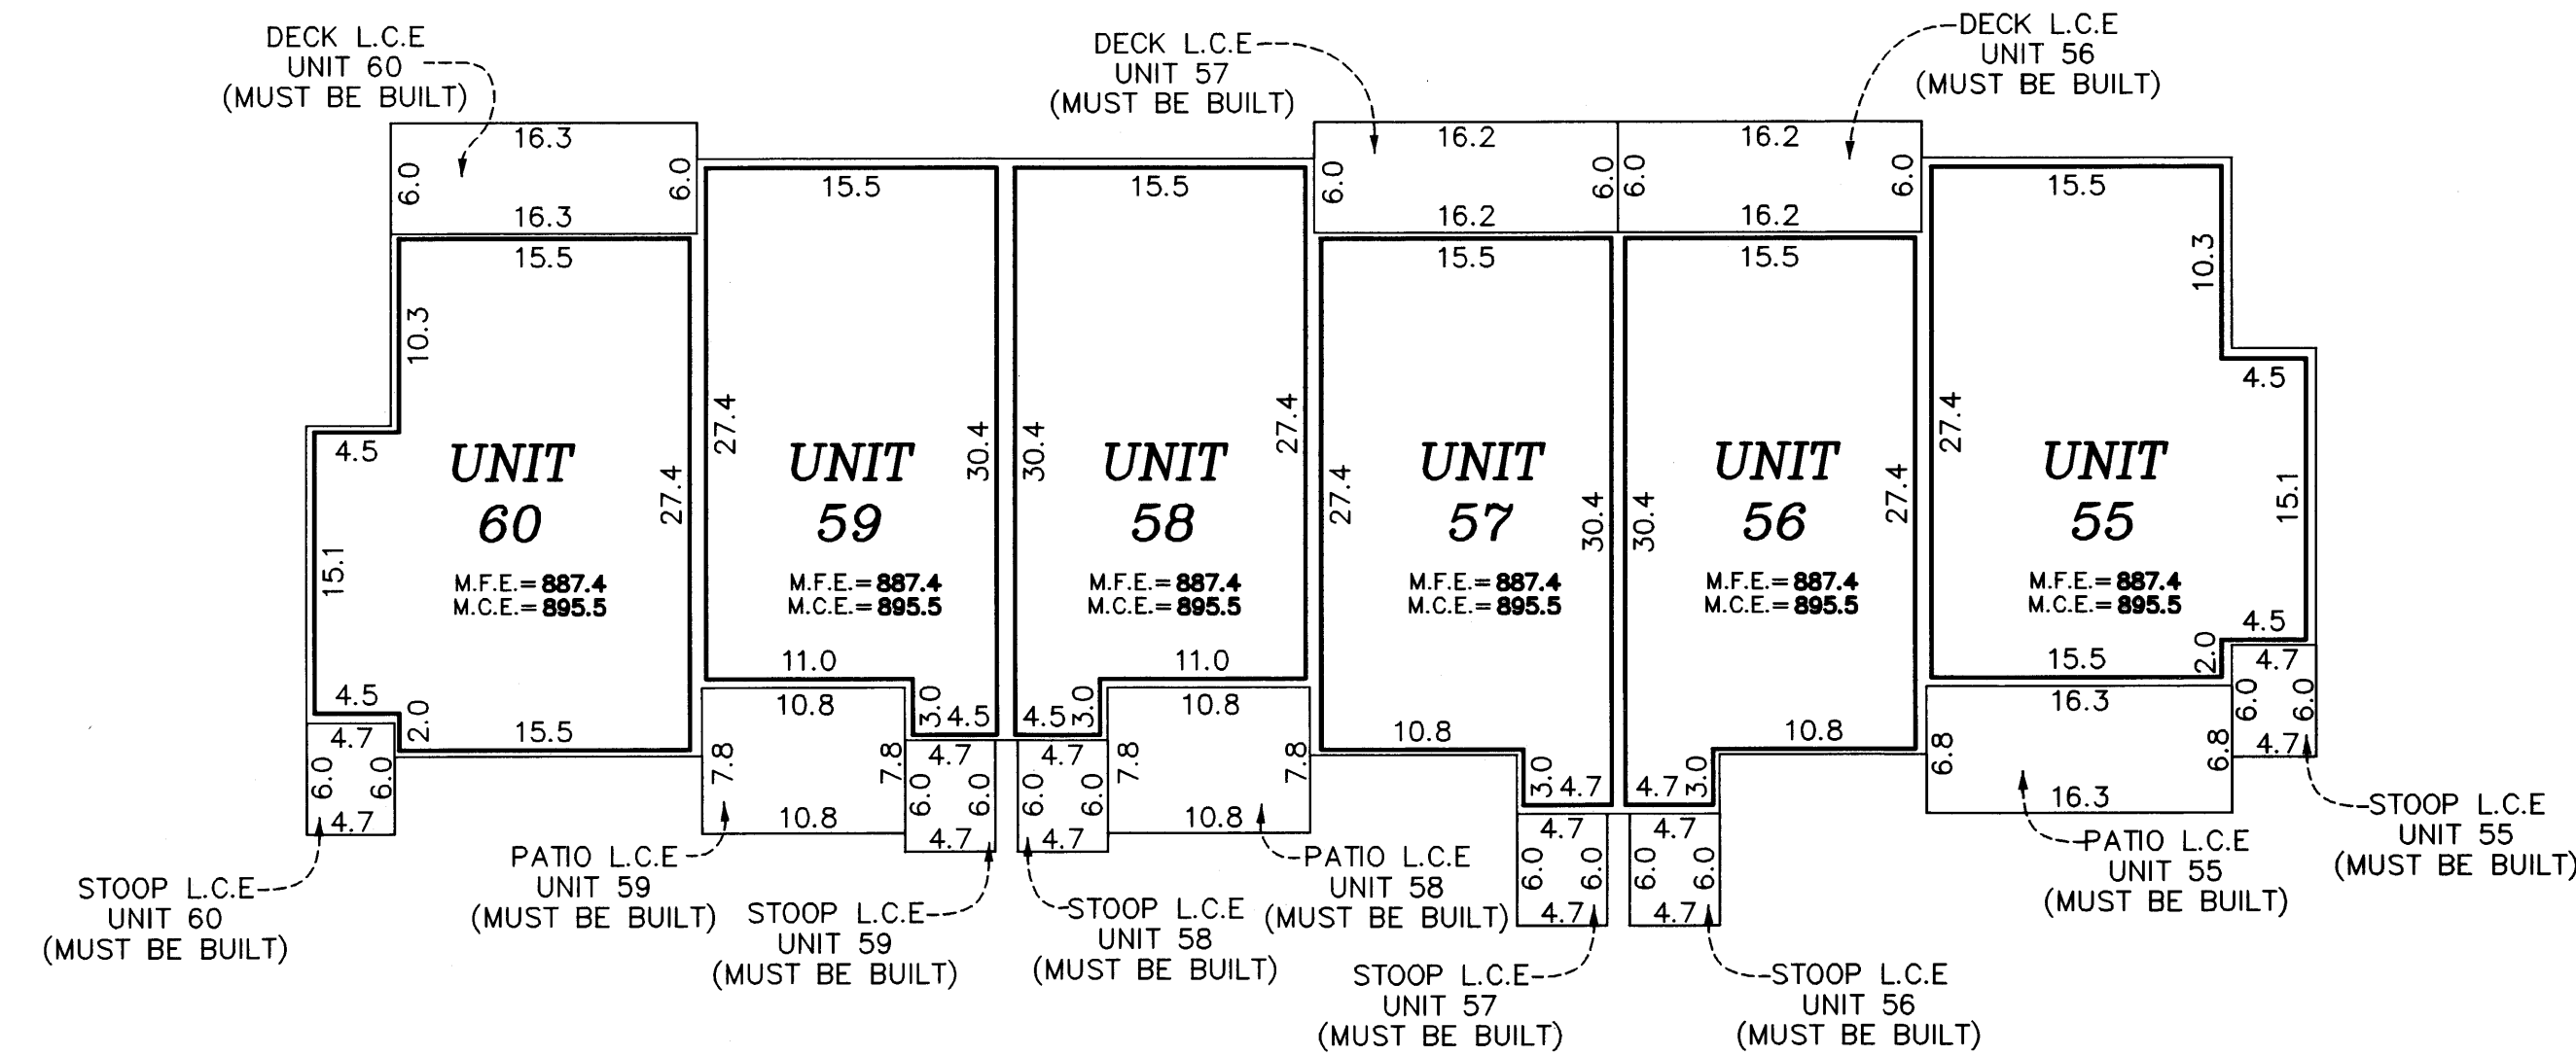 DECK L.C.E
UNIT 60
(MUST BE BUILT)
DECK L.C.E
UNIT 57
(MUST BE BUILT)
DECK L.C.E
UNIT 56
(MUST BE BUILT)
16.3
6.0
6.0
16.3
16.2
6.0
6.0
16.2
16.2
6.0
6.0
16.2
15.5
10.3
4.5
15.1
4.5
2.0
15.5
27.4
UNIT
60
M.F.E.= 887.4
M.C.E.= 895.5
15.5
27.4
30.4
UNIT
59
M.F.E.= 887.4
M.C.E.= 895.5
11.0
3.0
4.5
15.5
30.4
27.4
UNIT
58
M.F.E.= 887.4
M.C.E.= 895.5
11.0
4.5
3.0
15.5
27.4
30.4
UNIT
57
M.F.E.= 887.4
M.C.E.= 895.5
10.8
3.0
4.7
15.5
30.4
27.4
UNIT
56
M.F.E.= 887.4
M.C.E.= 895.5
10.8
4.7
3.0
15.5
10.3
4.5
27.4
15.1
UNIT
55
M.F.E.= 887.4
M.C.E.= 895.5
4.5
2.0
15.5
4.7
6.0
6.0
4.7
10.8
7.8
7.8
10.8
4.7
6.0
6.0
4.7
4.7
6.0
6.0
4.7
10.8
7.8
7.8
10.8
4.7
6.0
6.0
4.7
4.7
6.0
6.0
4.7
16.3
6.8
6.8
16.3
4.7
6.0
6.0
4.7
STOOP L.C.E
UNIT 60
(MUST BE BUILT)
PATIO L.C.E
UNIT 59
(MUST BE BUILT)
STOOP L.C.E
UNIT 59
(MUST BE BUILT)
STOOP L.C.E
UNIT 58
(MUST BE BUILT)
PATIO L.C.E
UNIT 58
(MUST BE BUILT)
STOOP L.C.E
UNIT 57
(MUST BE BUILT)
STOOP L.C.E
UNIT 56
(MUST BE BUILT)
PATIO L.C.E
UNIT 55
(MUST BE BUILT)
STOOP L.C.E
UNIT 55
(MUST BE BUILT)